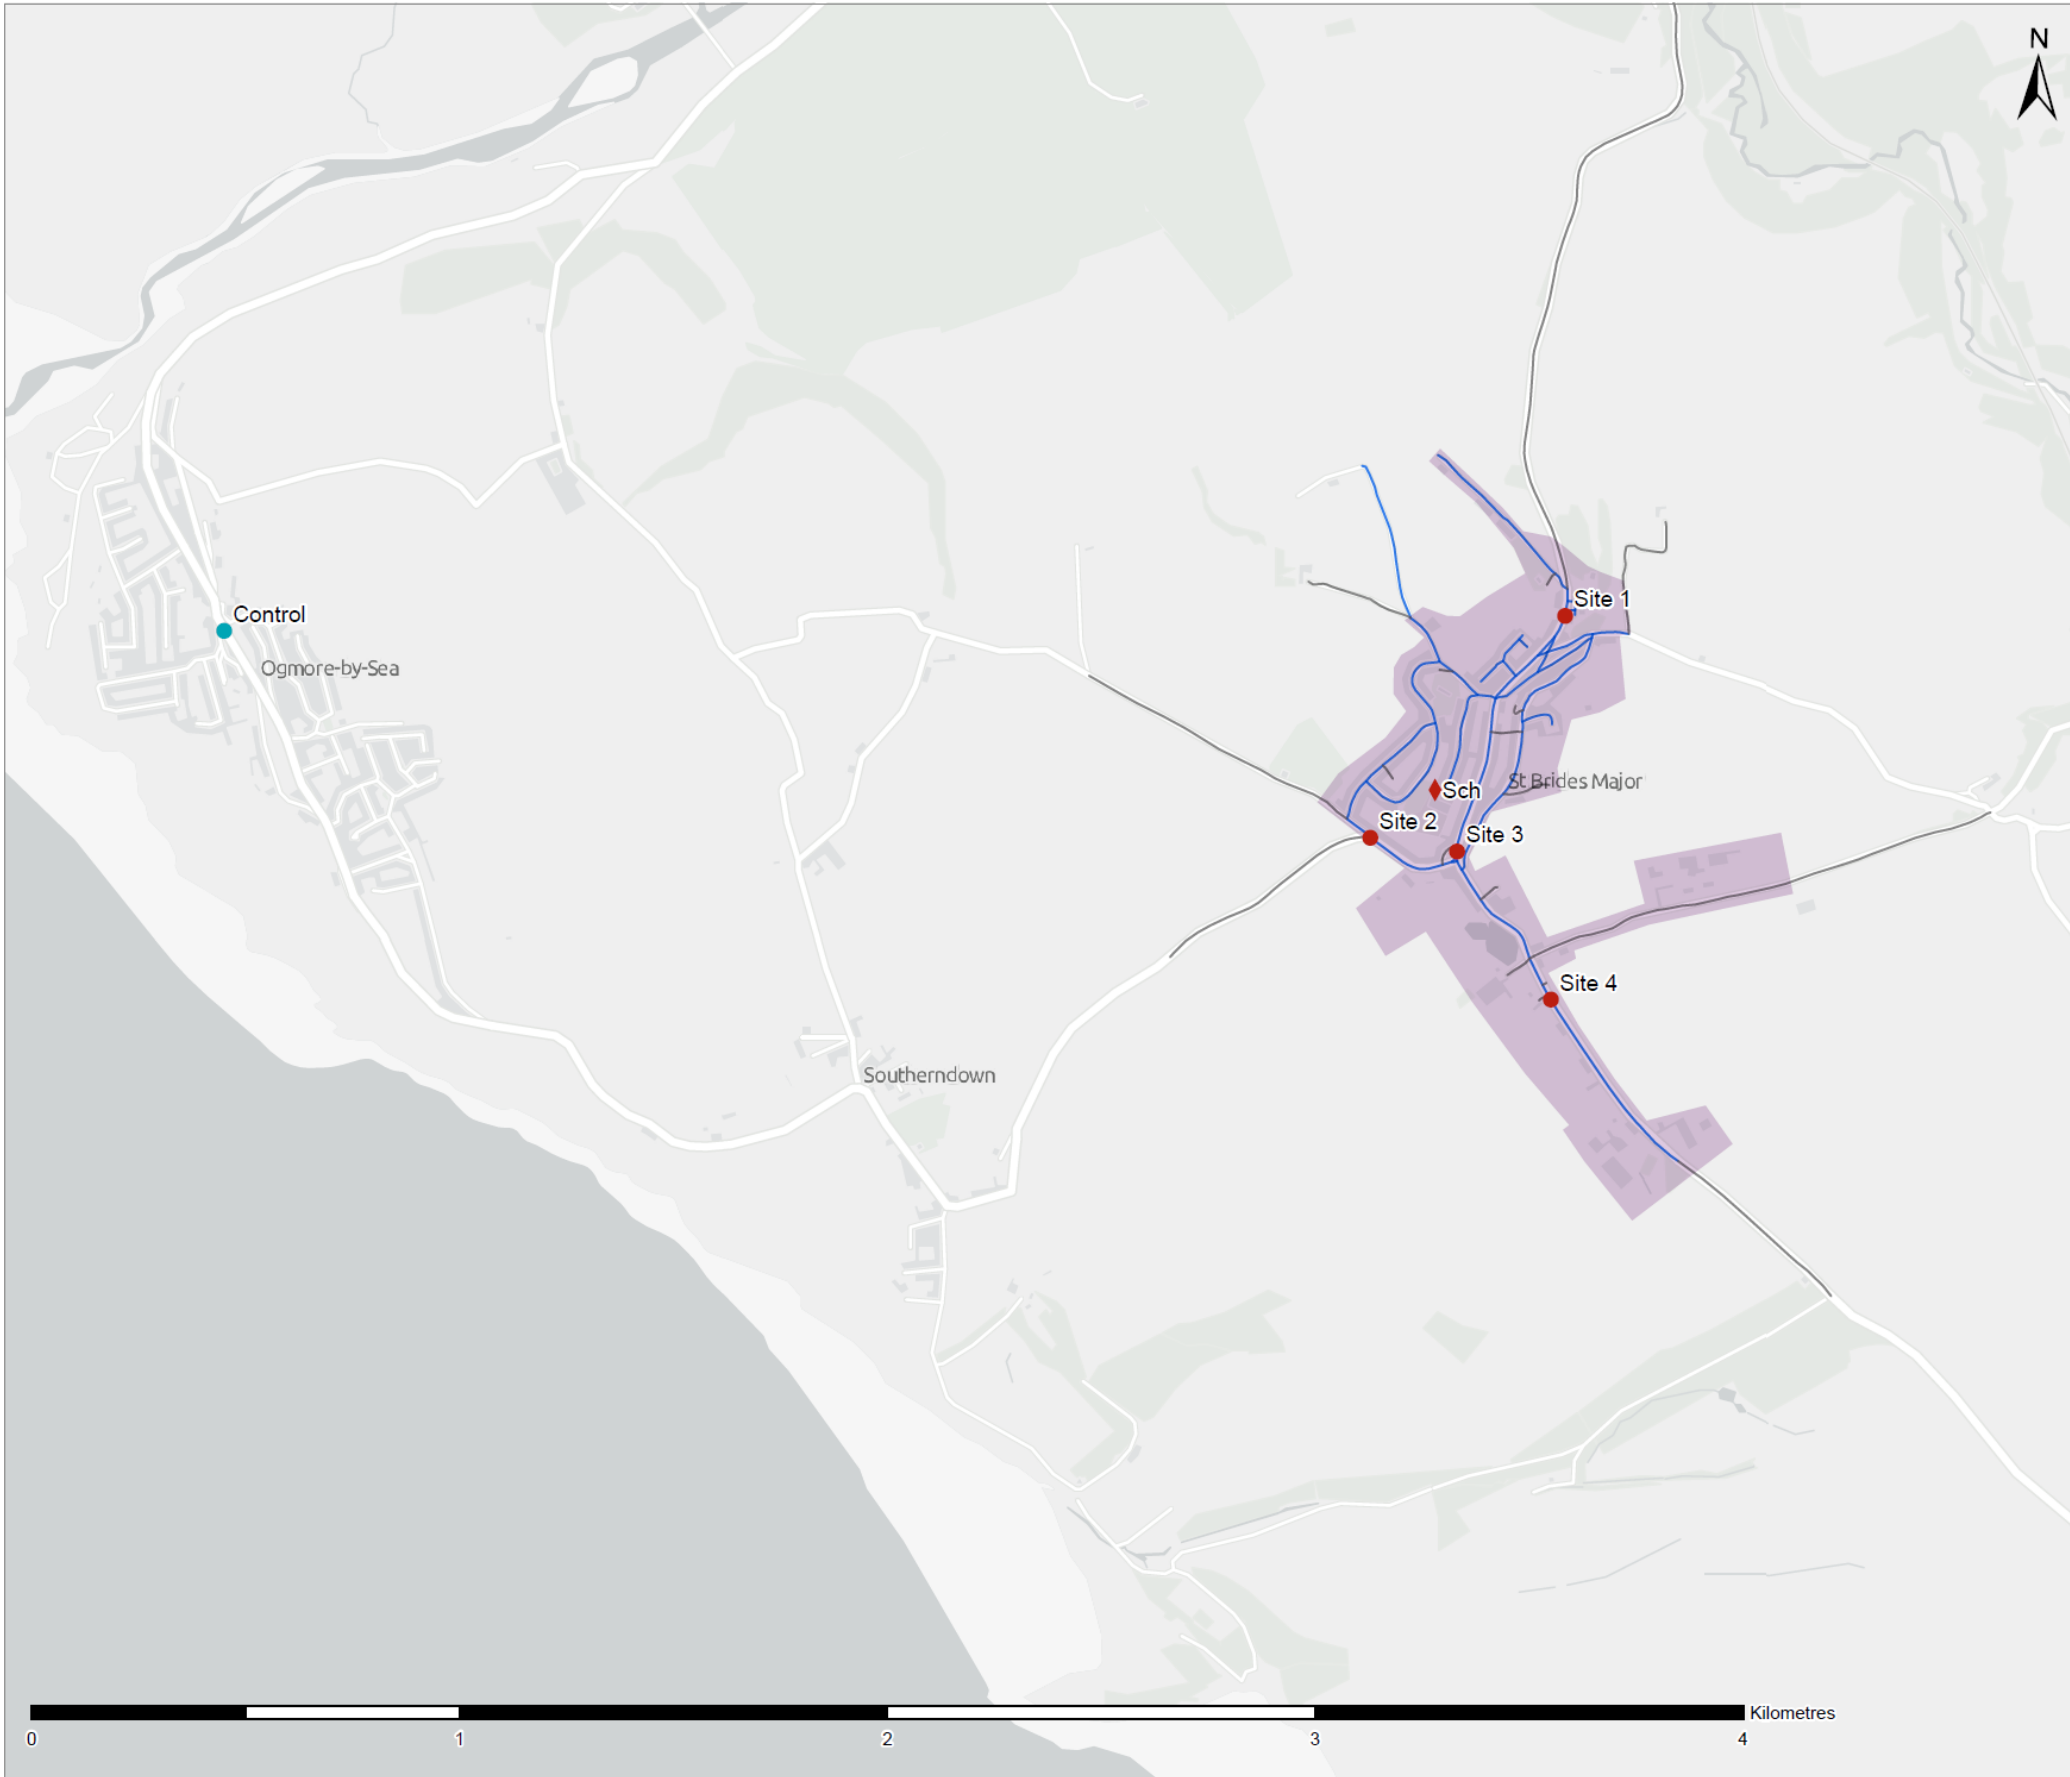 N
Site 1
Control
Ogmore-by-Sea
St Brides Major
Sch
Site 2
Site 3
Site 4
Southerndown
Kilometres
0 1 2 3 4